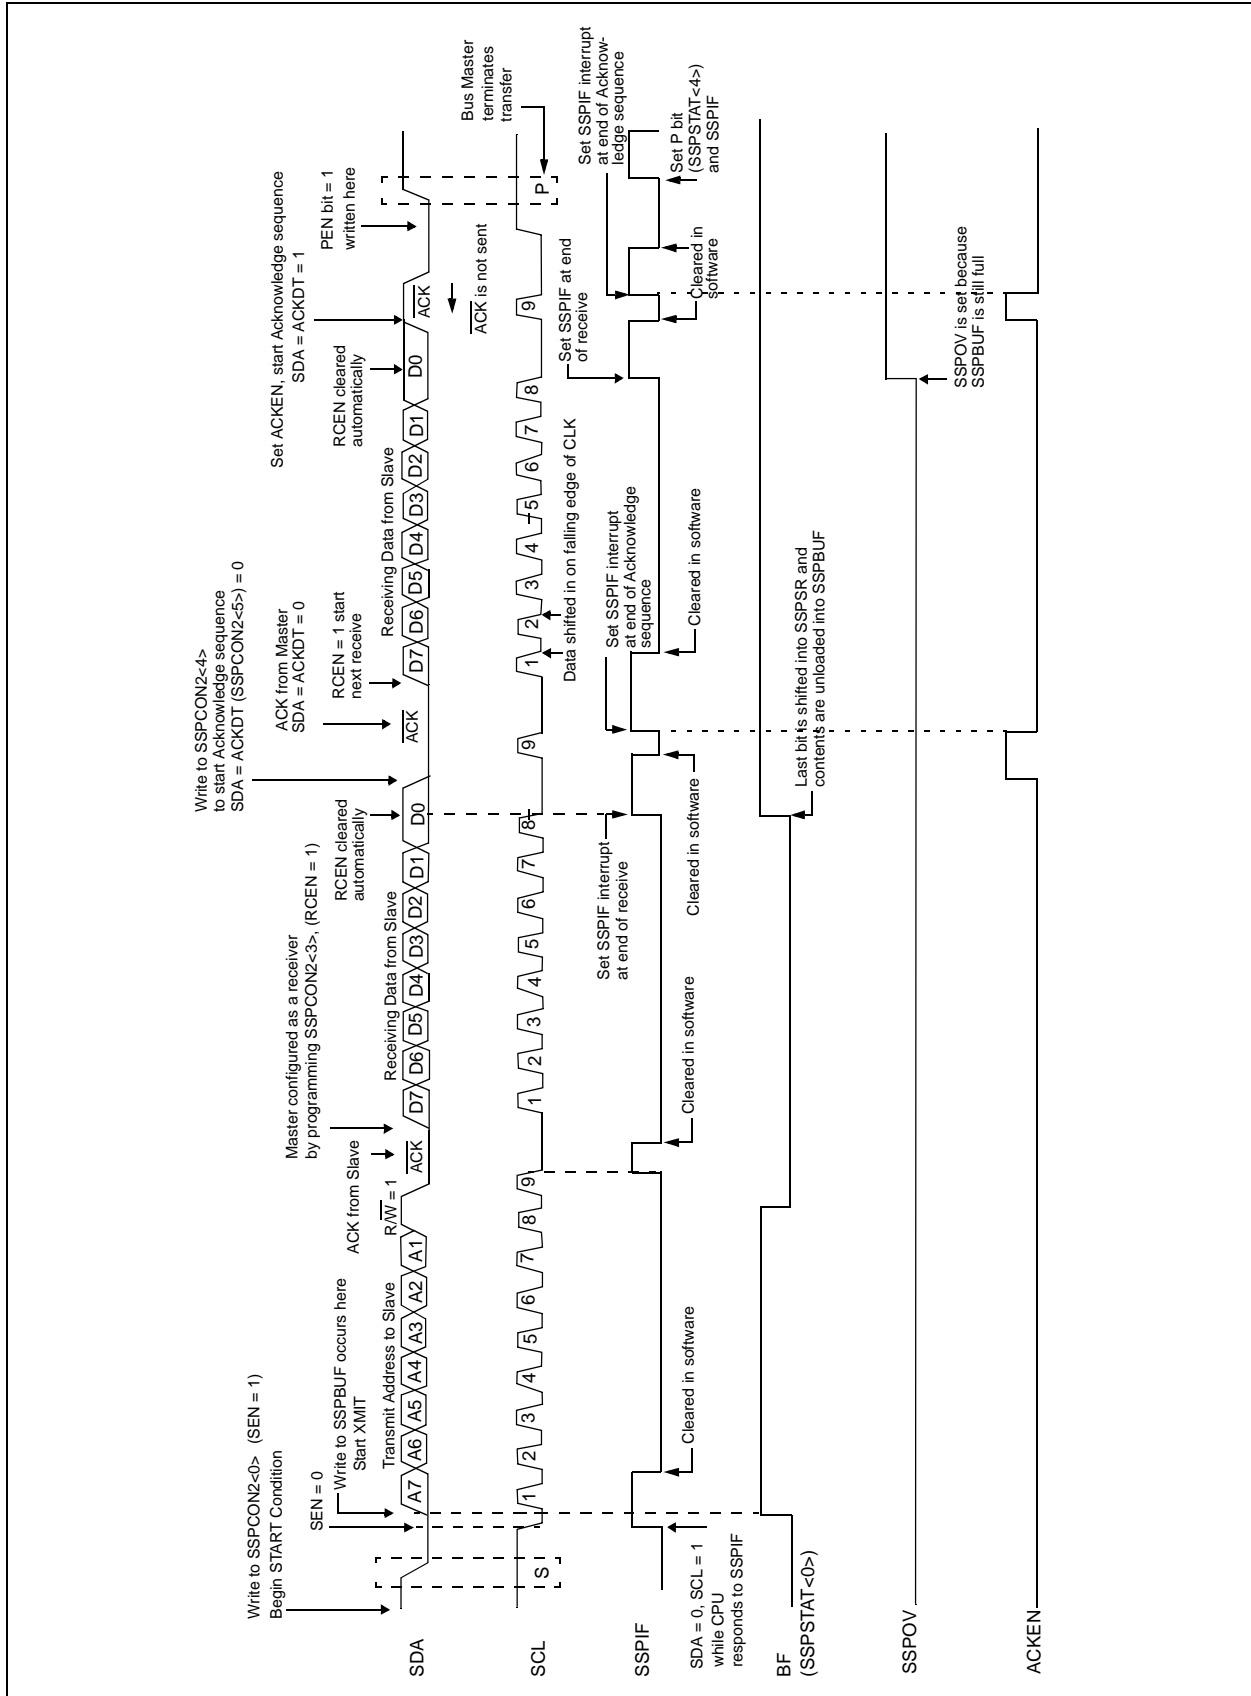 Write to SSPCON2<0> (SEN = 1)
Begin START Condition
SEN = 0
Write to SSPBUF occurs here
Start XMIT
Transmit Address to Slave
ACK from Slave
R/W = 1
Master configured as a receiver
by programming SSPCON2<3>, (RCEN = 1)
Receiving Data from Slave
RCEN cleared
automatically
Write to SSPCON2<4>
to start Acknowledge sequence
SDA = ACKDT (SSPCON2<5>) = 0
ACK from Master
SDA = ACKDT = 0
RCEN = 1 start
next receive
Receiving Data from Slave
RCEN cleared
automatically
Set ACKEN, start Acknowledge sequence
SDA = ACKDT = 1
PEN bit = 1
written here
SDA
A7 A6 A5 A4 A3 A2 A1
ACK
D7 D6 D5 D4 D3 D2 D1 D0
ACK
D7 D6 D5 D4 D3 D2 D1 D0
ACK
ACK is not sent
Bus Master
terminates
transfer
SCL
S
1 2 3 4 5 6 7 8 9
1 2 3 4 5 6 7 8
9
1 2 3 4 5 6 7 8
9
P
Data shifted in on falling edge of CLK
Set SSPIF at end
of receive
Set SSPIF interrupt
at end of Acknow-
ledge sequence
SSPIF
SDA = 0, SCL = 1
while CPU
responds to SSPIF
Cleared in software
Cleared in software
Set SSPIF interrupt
at end of receive
Cleared in software
Set SSPIF interrupt
at end of Acknowledge
sequence
Cleared in software
Cleared in
software
Set P bit
(SSPSTAT<4>)
and SSPIF
BF
(SSPSTAT<0>)
Last bit is shifted into SSPSR and
contents are unloaded into SSPBUF
SSPOV
SSPOV is set because
SSPBUF is still full
ACKEN